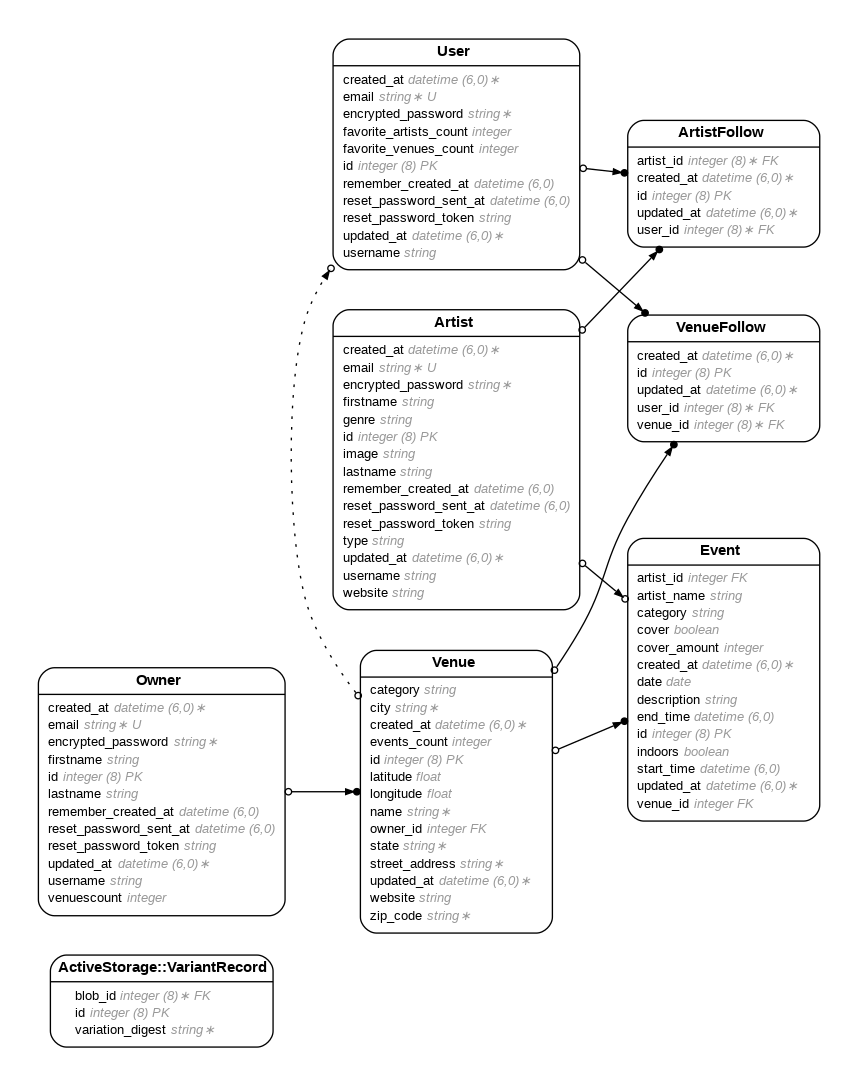 User
created_at datetime (6,0)∗
email string∗ U
encrypted_password string∗
favorite_artists_count integer
favorite_venues_count integer
id integer (8) PK
remember_created_at datetime (6,0)
reset_password_sent_at datetime (6,0)
reset_password_token string
updated_at datetime (6,0)∗
username string
ArtistFollow
artist_id integer (8)∗ FK
created_at datetime (6,0)∗
id integer (8) PK
updated_at datetime (6,0)∗
user_id integer (8)∗ FK
Artist
created_at datetime (6,0)∗
email string∗ U
encrypted_password string∗
firstname string
genre string
id integer (8) PK
image string
lastname string
remember_created_at datetime (6,0)
reset_password_sent_at datetime (6,0)
reset_password_token string
type string
updated_at datetime (6,0)∗
username string
website string
VenueFollow
created_at datetime (6,0)∗
id integer (8) PK
updated_at datetime (6,0)∗
user_id integer (8)∗ FK
venue_id integer (8)∗ FK
Event
artist_id integer FK
artist_name string
category string
cover boolean
cover_amount integer
created_at datetime (6,0)∗
date date
description string
end_time datetime (6,0)
id integer (8) PK
indoors boolean
start_time datetime (6,0)
updated_at datetime (6,0)∗
venue_id integer FK
Owner
created_at datetime (6,0)∗
email string∗ U
encrypted_password string∗
firstname string
id integer (8) PK
lastname string
remember_created_at datetime (6,0)
reset_password_sent_at datetime (6,0)
reset_password_token string
updated_at datetime (6,0)∗
username string
venuescount integer
Venue
category string
city string∗
created_at datetime (6,0)∗
events_count integer
id integer (8) PK
latitude float
longitude float
name string∗
owner_id integer FK
state string∗
street_address string∗
updated_at datetime (6,0)∗
website string
zip_code string∗
ActiveStorage::VariantRecord
blob_id integer (8)∗ FK
id integer (8) PK
variation_digest string∗